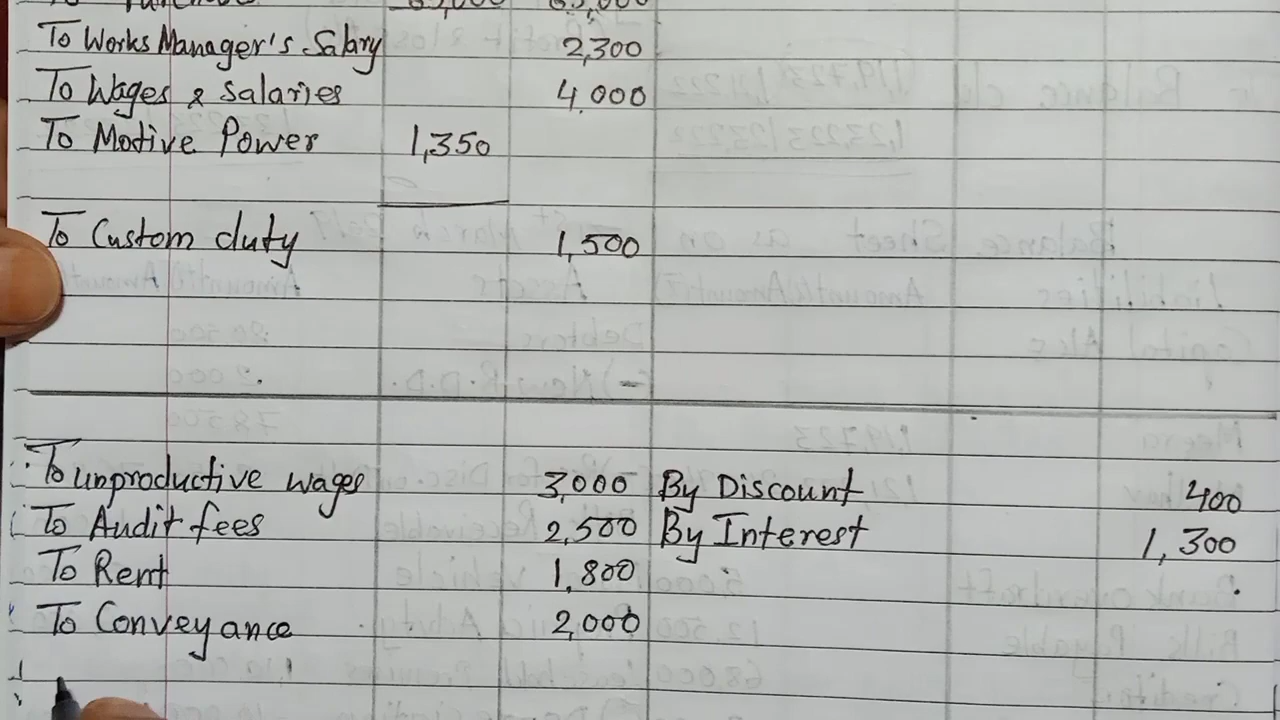 To Works Manager's Salary 2,300
To Wages & Salaries 4,000
To Motive Power 1,350
To Custom duty 1,500
To unproductive wages 3,000 By Discount 400
To Audit fees 2,500 By Interest 1,300
To Rent 1,800
To Conveyance 2,000